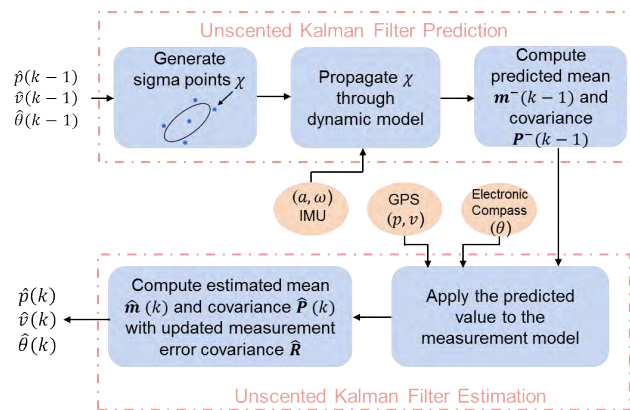 Unscented Kalman Filter Prediction
p̂(k−1)
v̂(k−1)
θ̂(k−1)
Generate
sigma points χ
Propagate χ
through
dynamic model
Compute
predicted mean
m⁻(k−1) and
covariance
P⁻(k−1)
(a, ω)
IMU
GPS
(p, v)
Electronic
Compass
(θ)
p̂(k)
v̂(k)
θ̂(k)
Compute estimated mean
m̂ (k) and covariance P̂ (k)
with updated measurement
error covariance R̂
Apply the predicted
value to the
measurement model
Unscented Kalman Filter Estimation